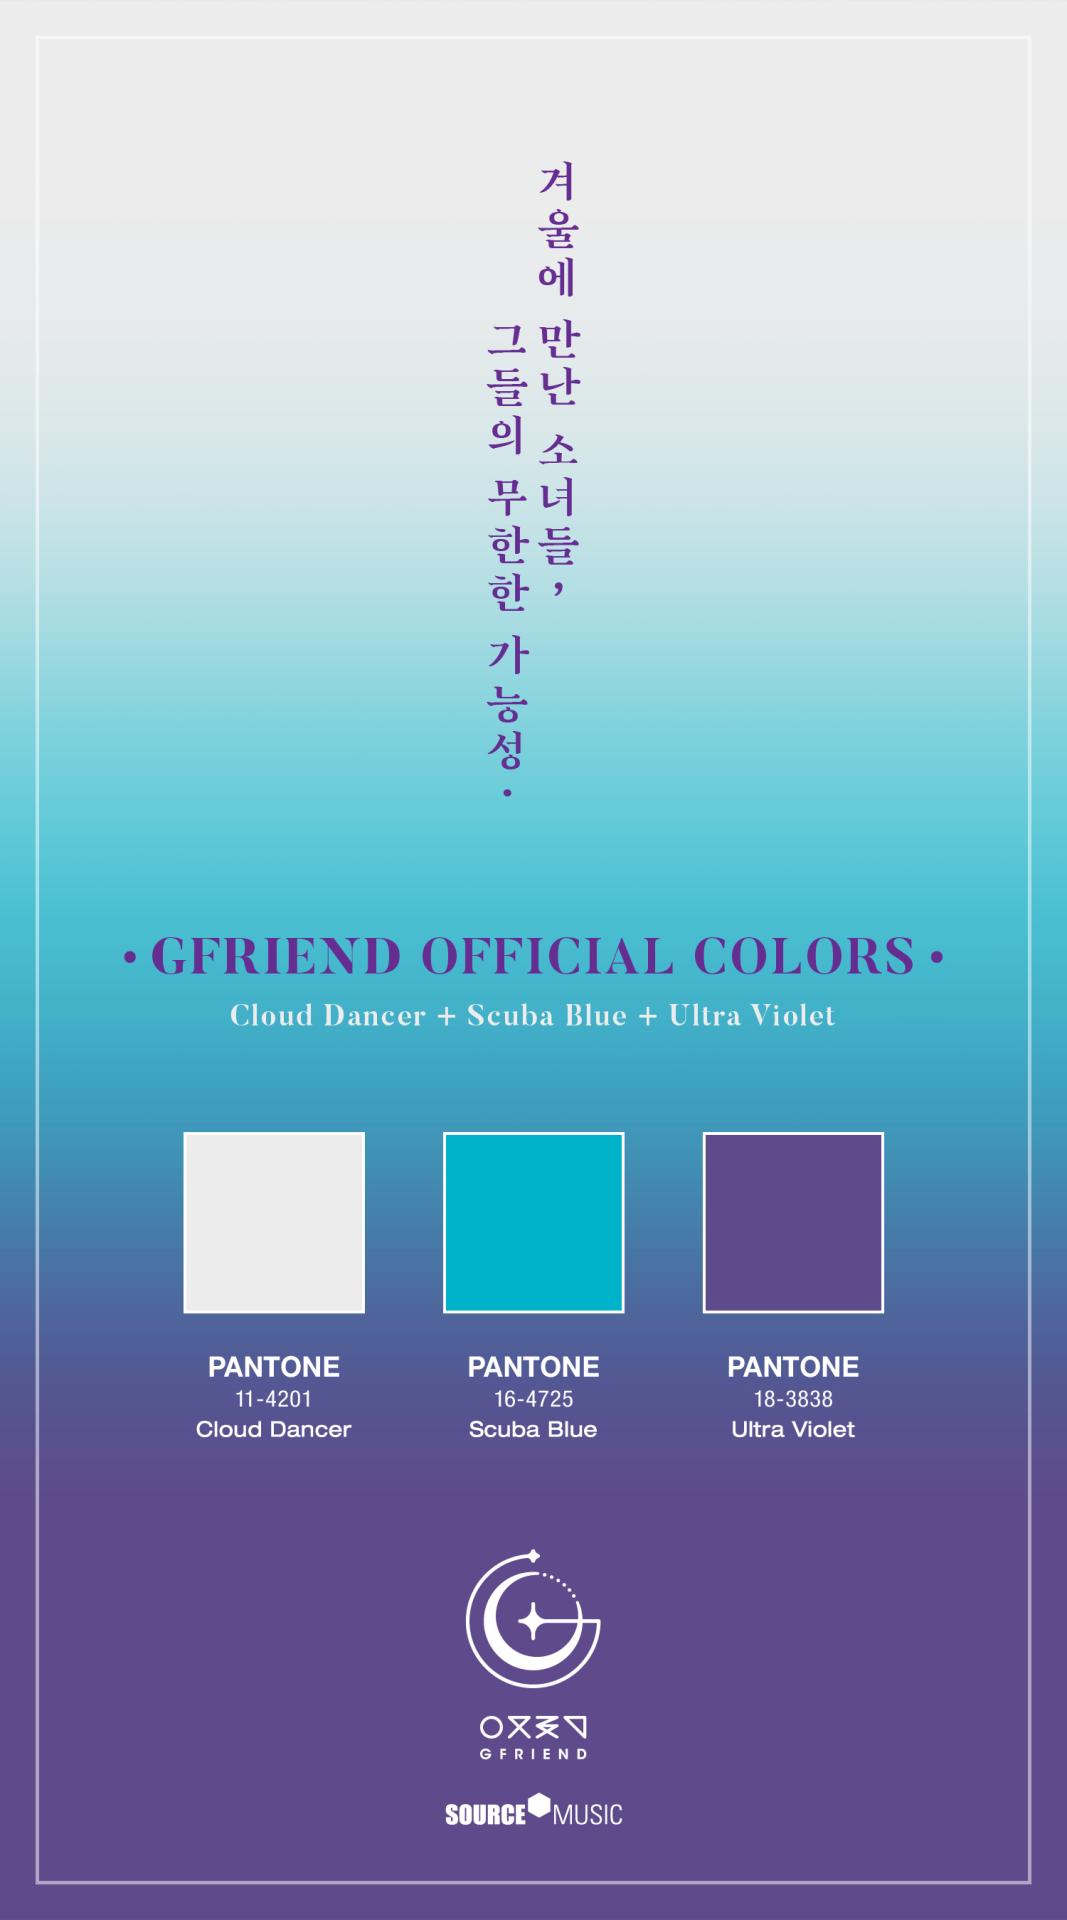 겨울에 만난 소녀들,
그들의 무한한 가능성.
• GFRIEND OFFICIAL COLORS •
Cloud Dancer + Scuba Blue + Ultra Violet
PANTONE
11-4201
Cloud Dancer
PANTONE
16-4725
Scuba Blue
PANTONE
18-3838
Ultra Violet
GFRIEND
SOURCE MUSIC